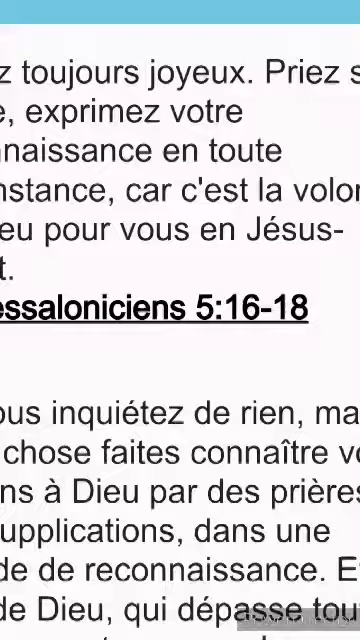 z toujours joyeux. Priez s
e, exprimez votre
nnaissance en toute
nstance, car c'est la volon
eu pour vous en Jésus-
t.
essaloniciens 5:16-18
ous inquiétez de rien, ma
chose faites connaître vo
ns à Dieu par des prières
upplications, dans une
de de reconnaissance. E
de Dieu, qui dépasse tou